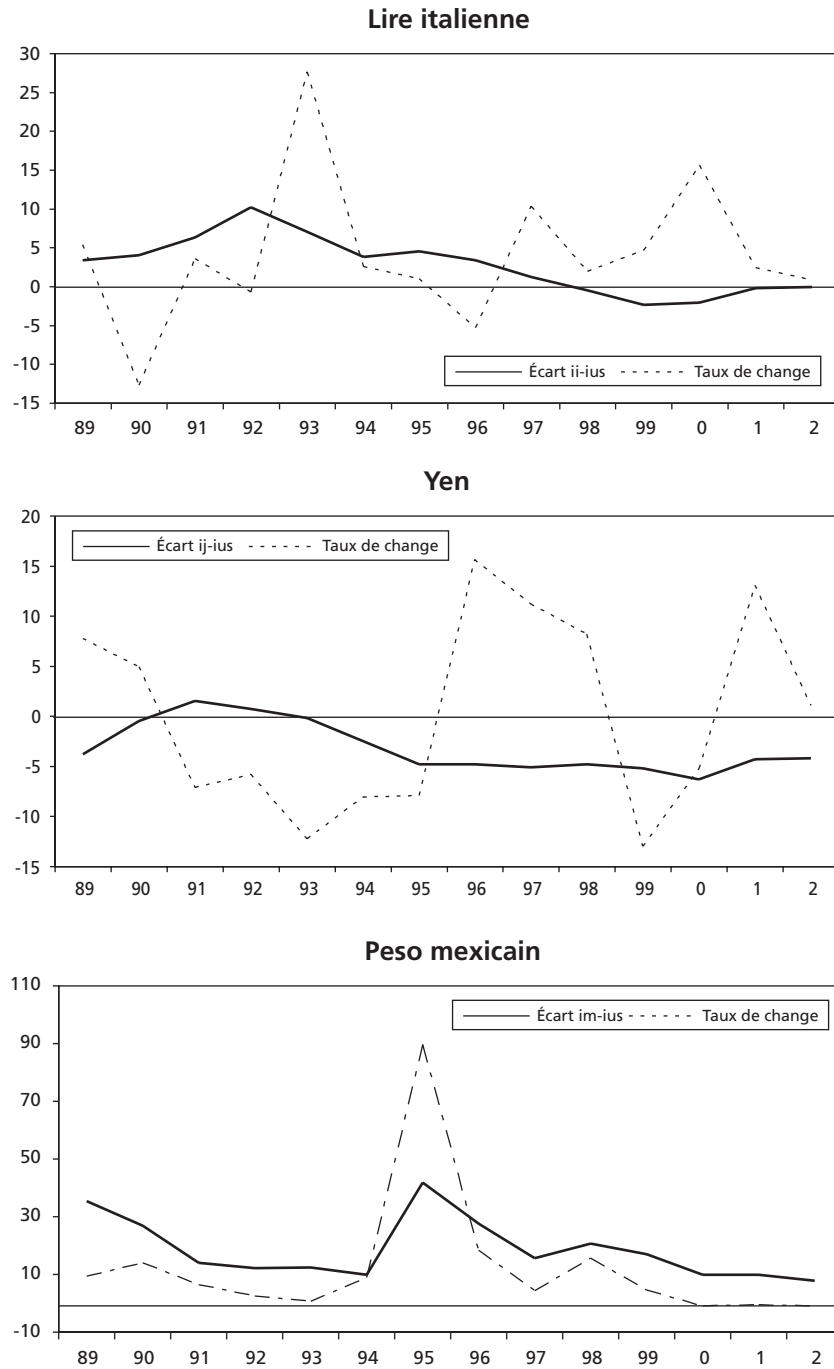 Lire italienne
30
25
20
15
10
5
0
-5
-10
-15
Écart ii-ius Taux de change
89 90 91 92 93 94 95 96 97 98 99 0 1 2
Yen
20
15
10
5
0
-5
-10
-15
Écart ij-ius Taux de change
89 90 91 92 93 94 95 96 97 98 99 0 1 2
Peso mexicain
110
90
70
50
30
10
-10
Écart im-ius Taux de change
89 90 91 92 93 94 95 96 97 98 99 0 1 2